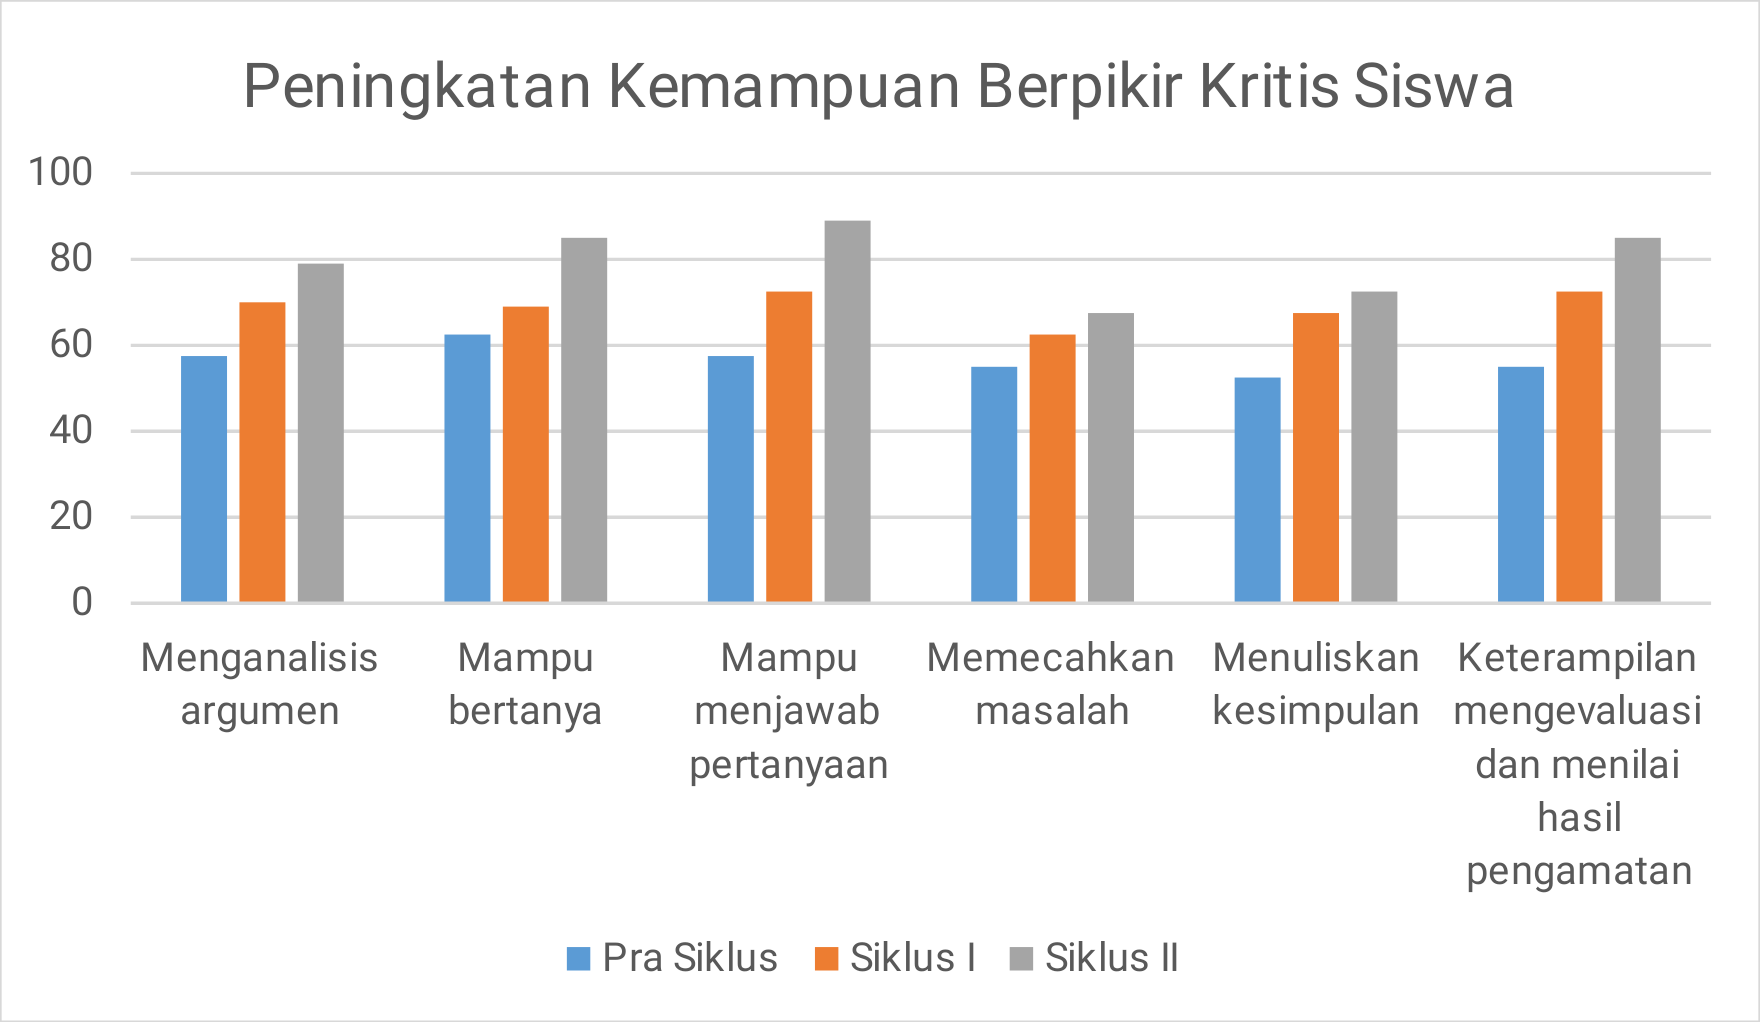 Peningkatan Kemampuan Berpikir Kritis Siswa
100
80
60
40
20
0
Menganalisis
argumen
Mampu
bertanya
Mampu
menjawab
pertanyaan
Memecahkan
masalah
Menuliskan
kesimpulan
Keterampilan
mengevaluasi
dan menilai
hasil
pengamatan
Pra Siklus
Siklus I
Siklus II